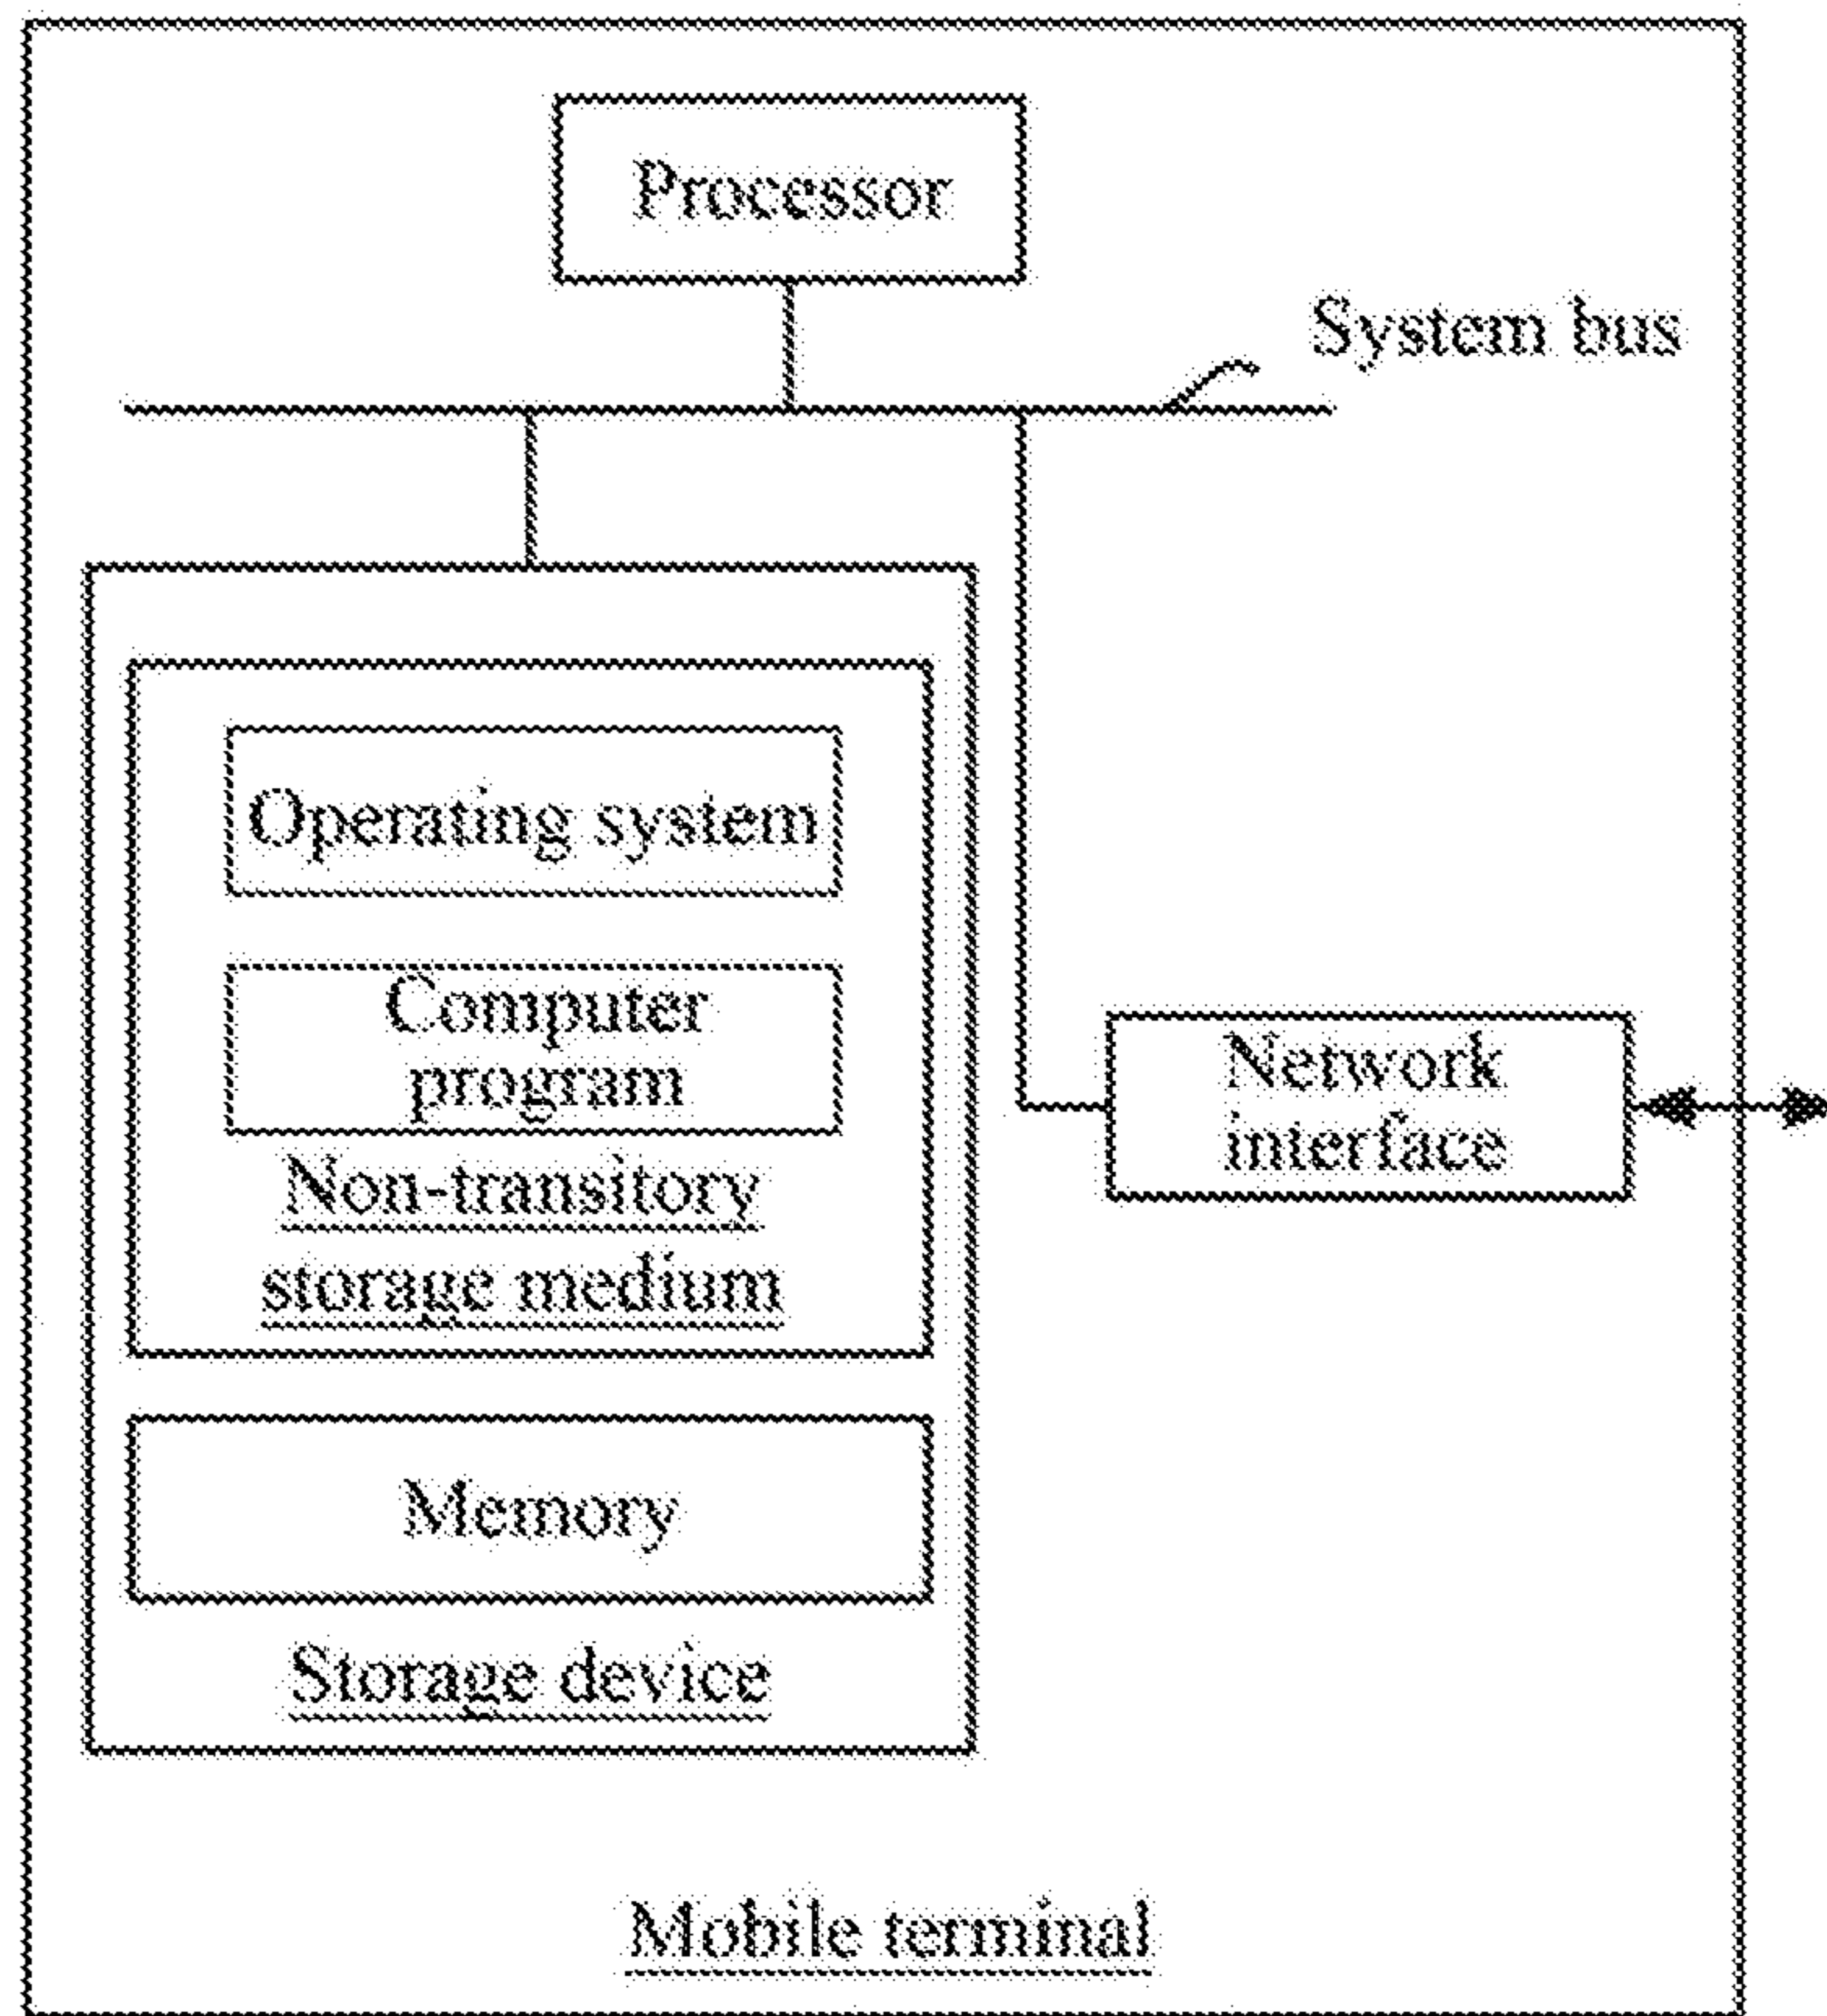 Processor
System bus
Operating system
Computer
program
Non-transitory
storage medium
Network
interface
Memory
Storage device
Mobile terminal